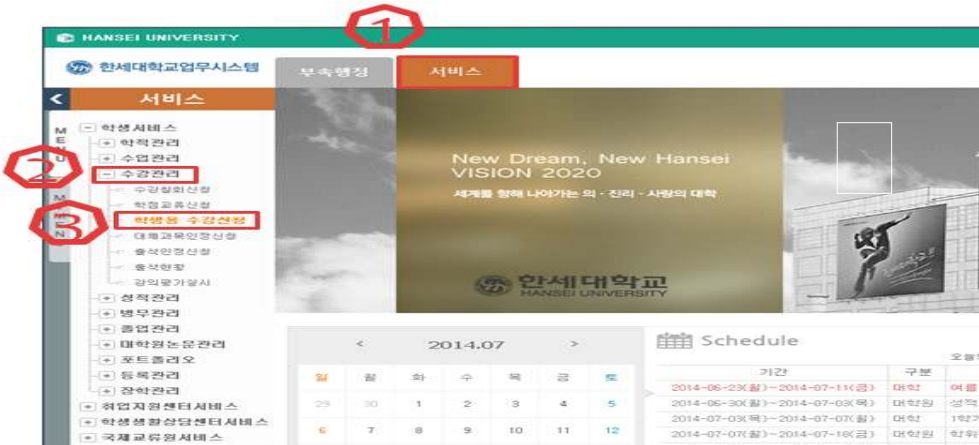 1
HANSEI UNIVERSITY
한세대학교업무시스템
부속행정
서비스
서비스
MENU
학생서비스
학적관리
수업관리
2
수강관리
수강철회신청
학점교류신청
3
학생용 수강신청
대체과목인정신청
출석인정신청
출석현황
강의평가실시
성적관리
병무관리
졸업관리
대학원논문관리
포트폴리오
등록관리
장학관리
취업지원센터서비스
학생생활상담센터서비스
국제교류원서비스
New Dream, New Hansei
VISION 2020
세계를 향해 나아가는 의 · 진리 · 사랑의 대학
한세대학교
HANSEI UNIVERSITY
< 2014.07 >
일 월 화 수 목 금 토
29 30 1 2 3 4 5
6 7 8 9 10 11 12
Schedule
기간 구분
2014-06-23(월)~2014-07-11(금) 대학 여름
2014-06-30(월)~2014-07-03(목) 대학원 성적
2014-07-03(목)~2014-07-07(월) 대학 1학기
2014-07-07(월)~2014-07-18(금) 대학원 학위